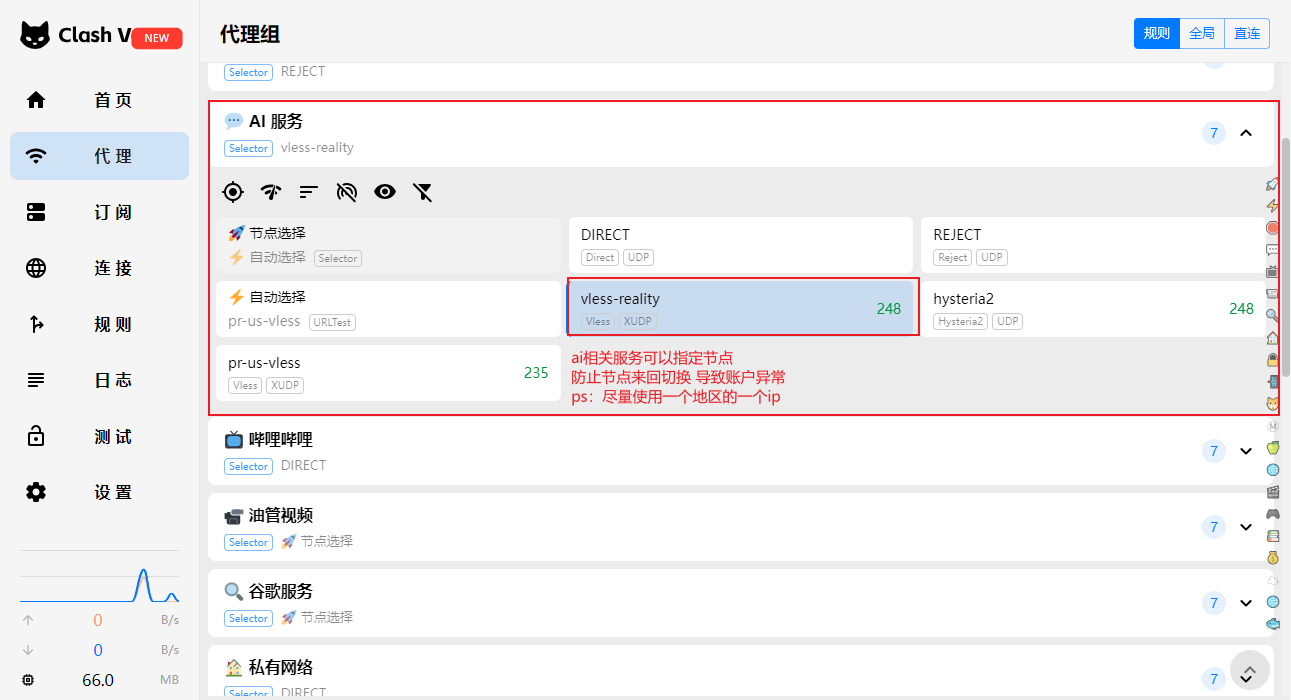 Clash V NEW
代理组
规则 全局 直连
首页
代理
订阅
连接
规则
日志
测试
设置
0 B/s
0 B/s
66.0 MB
Selector REJECT
AI 服务
Selector vless-reality
7
节点选择
自动选择 Selector
DIRECT
Direct UDP
REJECT
Reject UDP
自动选择
pr-us-vless URLTest
vless-reality
Vless XUDP
248
hysteria2
Hysteria2 UDP
248
pr-us-vless
Vless XUDP
235
ai相关服务可以指定节点
防止节点来回切换 导致账户异常
ps：尽量使用一个地区的一个ip
哔哩哔哩
Selector DIRECT
7
油管视频
Selector 节点选择
7
谷歌服务
Selector 节点选择
7
私有网络
Selector DIRECT
7
M